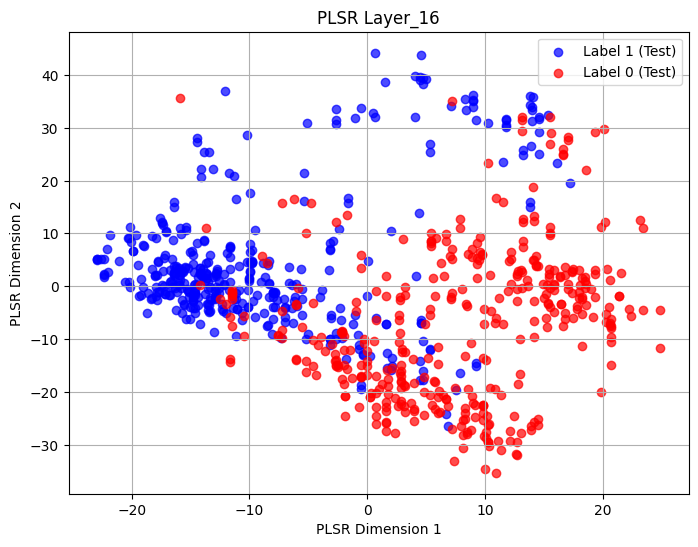 PLSR Layer_16
Label 1 (Test)
Label 0 (Test)
PLSR Dimension 2
40
30
20
10
0
−10
−20
−30
−20
−10
0
10
20
PLSR Dimension 1